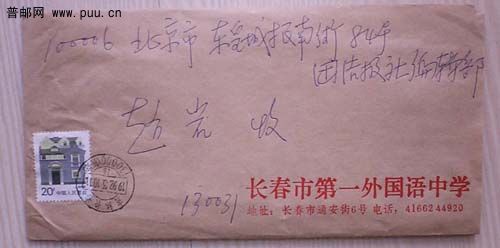 普邮网 www.puu.cn
100006 北京市东皇城根南街84号
团结报社编辑部
赵岩 收
20分
中国人民邮政
130031
长春市第一外国语中学
地址：长春市通安街6号 电话，41662 44920